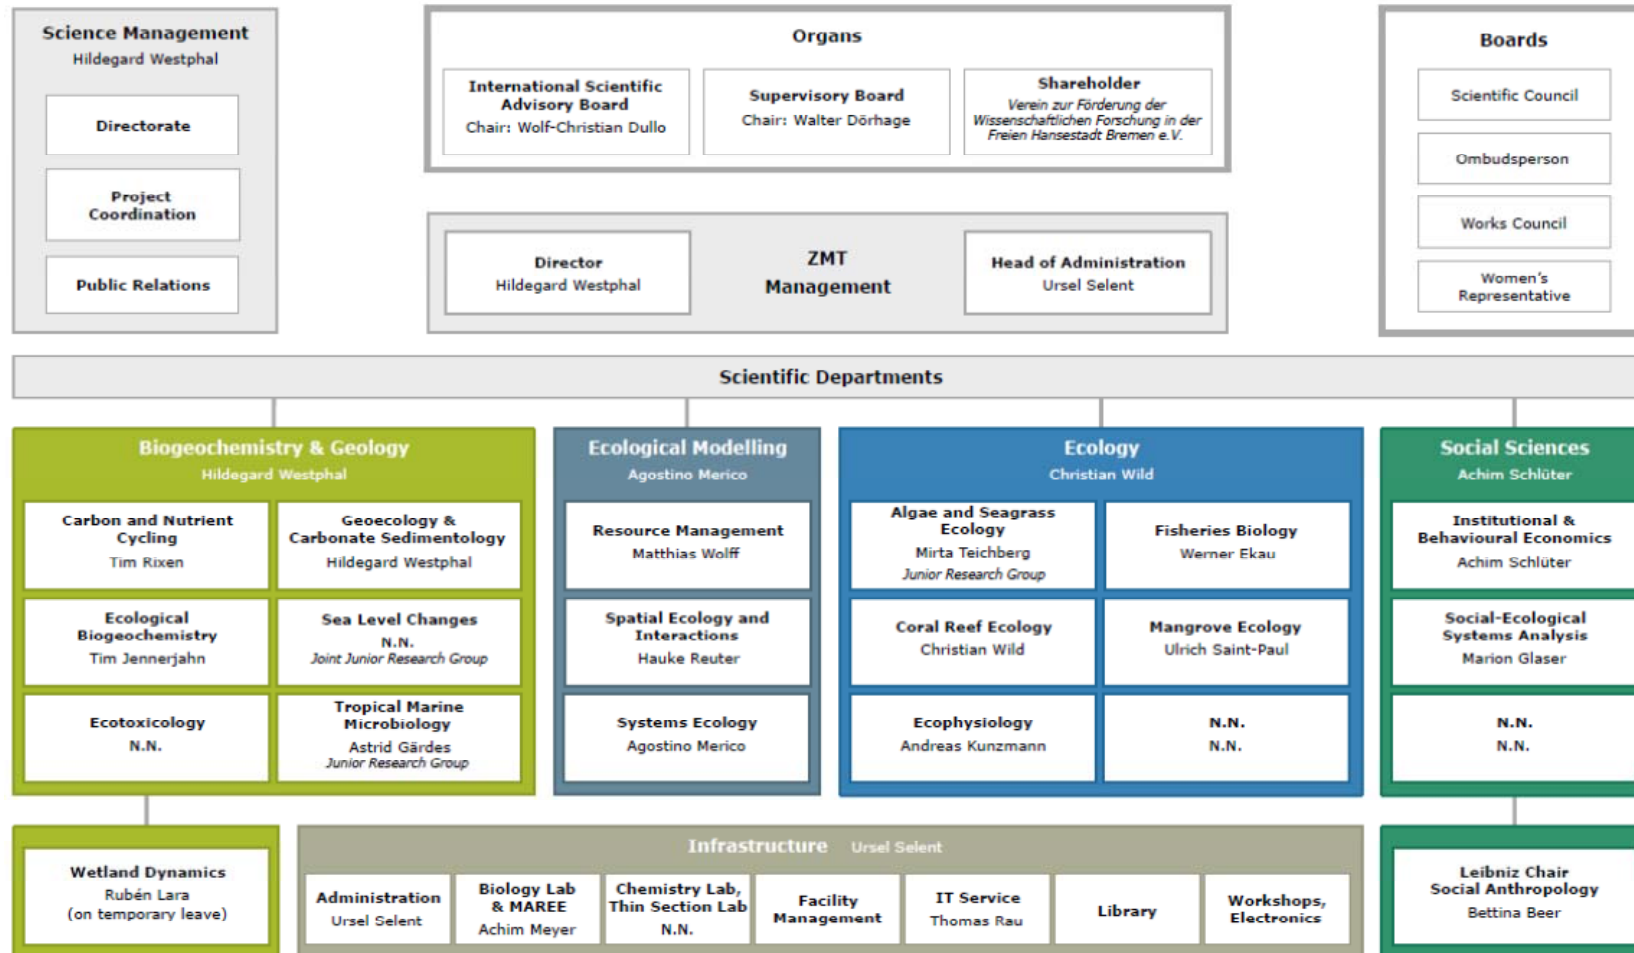 Science Management
Hildegard Westphal
Directorate
Project
Coordination
Public Relations
Organs
International Scientific
Advisory Board
Chair: Wolf-Christian Dullo
Supervisory Board
Chair: Walter Dörhage
Shareholder
Verein zur Förderung der
Wissenschaftlichen Forschung in der
Freien Hansestadt Bremen e.V.
Boards
Scientific Council
Ombudsperson
Works Council
Women's
Representative
Director
Hildegard Westphal
ZMT
Management
Head of Administration
Ursel Selent
Scientific Departments
Biogeochemistry & Geology
Hildegard Westphal
Carbon and Nutrient
Cycling
Tim Rixen
Geoecology &
Carbonate Sedimentology
Hildegard Westphal
Ecological
Biogeochemistry
Tim Jennerjahn
Sea Level Changes
N.N.
Joint Junior Research Group
Ecotoxicology
N.N.
Tropical Marine
Microbiology
Astrid Gärdes
Junior Research Group
Ecological Modelling
Agostino Merico
Resource Management
Matthias Wolff
Spatial Ecology and
Interactions
Hauke Reuter
Systems Ecology
Agostino Merico
Ecology
Christian Wild
Algae and Seagrass
Ecology
Mirta Teichberg
Junior Research Group
Fisheries Biology
Werner Ekau
Coral Reef Ecology
Christian Wild
Mangrove Ecology
Ulrich Saint-Paul
Ecophysiology
Andreas Kunzmann
N.N.
N.N.
Social Sciences
Achim Schlüter
Institutional &
Behavioural Economics
Achim Schlüter
Social-Ecological
Systems Analysis
Marion Glaser
N.N.
N.N.
Wetland Dynamics
Rubén Lara
(on temporary leave)
Infrastructure Ursel Selent
Administration
Ursel Selent
Biology Lab
& MAREE
Achim Meyer
Chemistry Lab,
Thin Section Lab
N.N.
Facility
Management
IT Service
Thomas Rau
Library
Workshops,
Electronics
Leibniz Chair
Social Anthropology
Bettina Beer